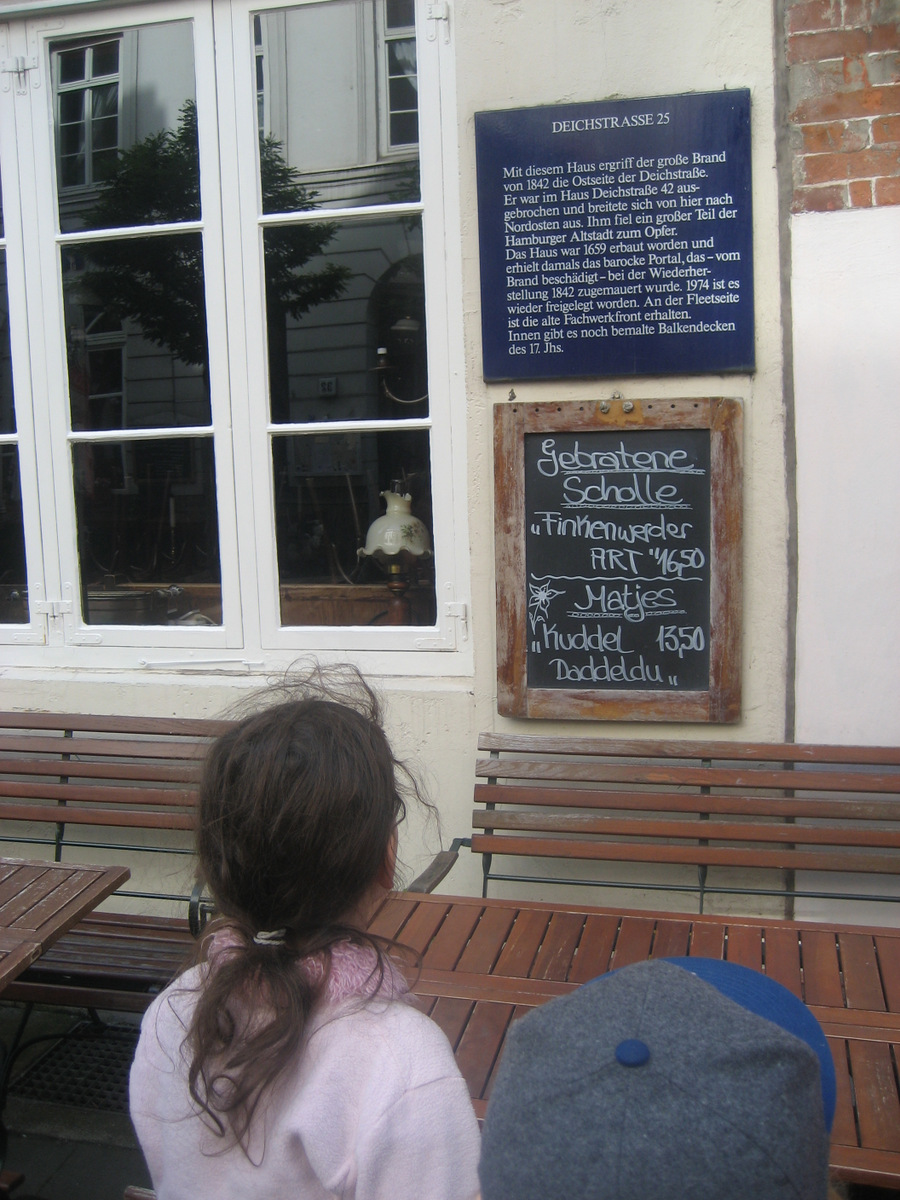 DEICHSTRASSE 25
Mit diesem Haus ergriff der große Brand
von 1842 die Ostseite der Deichstraße.
Er war im Haus Deichstraße 42 aus-
gebrochen und breitete sich von hier nach
Nordosten aus. Ihm fiel ein großer Teil der
Hamburger Altstadt zum Opfer.
Das Haus war 1659 erbaut worden und
erhielt damals das barocke Portal, das – vom
Brand beschädigt – bei der Wiederher-
stellung 1842 zugemauert wurde. 1974 ist es
wieder freigelegt worden. An der Fleetseite
ist die alte Fachwerkfront erhalten.
Innen gibt es noch bemalte Balkendecken
des 17. Jhs.
Gebratene
Scholle
„Finkenwerder
ART" 16,50
Matjes
„Kuddel 13,50
Daddeldu„